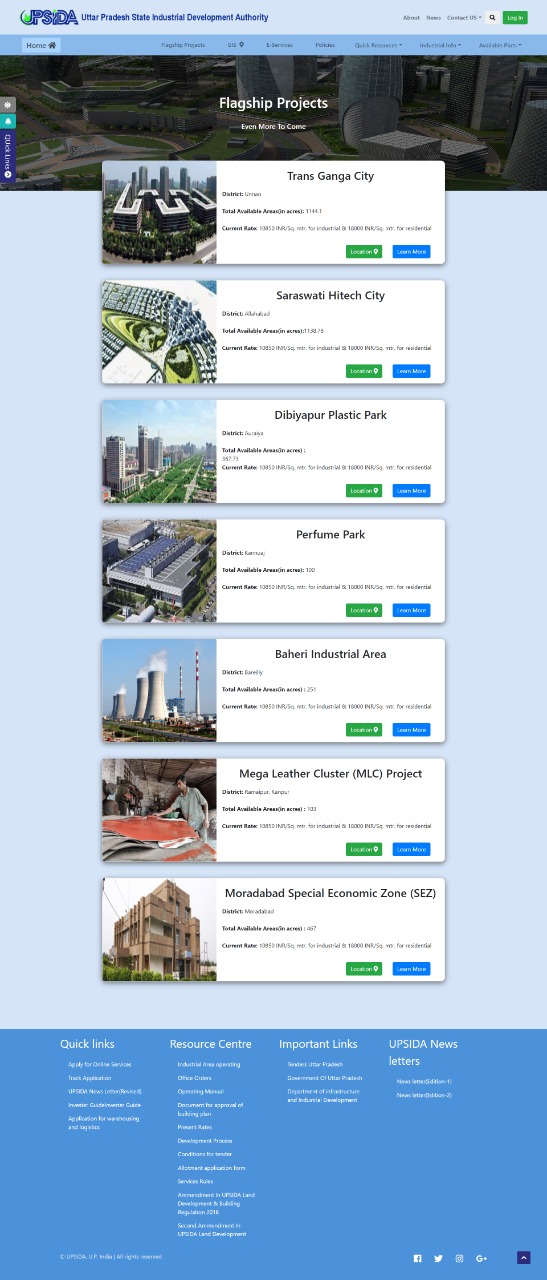 UPSIDA Uttar Pradesh State Industrial Development Authority
About News Contact US Log In
Home Flagship Projects GIS E-Services Policies Quick Resources Industrial Info Available Plots
Quick Links
Flagship Projects
Even More To Come
Trans Ganga City
District: Unnao
Total Available Areas(in acres): 1144.1
Current Rate: 10850 INR/Sq. mtr. for industrial & 18000 INR/Sq. mtr. for residential
Location Learn More
Saraswati Hitech City
District: Allahabad
Total Available Areas(in acres):1138.78
Current Rate: 10850 INR/Sq. mtr. for industrial & 18000 INR/Sq. mtr. for residential
Location Learn More
Dibiyapur Plastic Park
District: Auraiya
Total Available Areas(in acres) :
367.73
Current Rate: 10850 INR/Sq. mtr. for industrial & 18000 INR/Sq. mtr. for residential
Location Learn More
Perfume Park
District: Kannuaj
Total Available Areas(in acres): 100
Current Rate: 10850 INR/Sq. mtr. for industrial & 18000 INR/Sq. mtr. for residential
Location Learn More
Baheri Industrial Area
District: Bareilly
Total Available Areas(in acres) : 251
Current Rate: 10850 INR/Sq. mtr. for industrial & 18000 INR/Sq. mtr. for residential
Location Learn More
Mega Leather Cluster (MLC) Project
District: Ramaipur, Kanpur
Total Available Areas(in acres) : 103
Current Rate: 10850 INR/Sq. mtr. for industrial & 18000 INR/Sq. mtr. for residential
Location Learn More
Moradabad Special Economic Zone (SEZ)
District: Moradabad
Total Available Areas(in acres) : 467
Current Rate: 10850 INR/Sq. mtr. for industrial & 18000 INR/Sq. mtr. for residential
Location Learn More
Quick links
Apply for Online Services
Track Application
UPSIDA News Letter(Revised)
Invester GuideInverter Guide
Application for warehousing
and logistics
Resource Centre
Industrial Area operating
Office Orders
Operating Manual
Document for approval of
building plan
Present Rates
Development Process
Conditions for tender
Allotment application form
Services Rules
Ammendment In UPSIDA Land
Development & Building
Regulation 2018
Second Ammendment In
UPSIDA Land Development
Important Links
Tenders Uttar Pradesh
Government Of Uttar Pradesh
Department of infrastructure
and Industrial Development
UPSIDA News
letters
News letter(Edition-1)
News letter(Edition-2)
© UPSIDA, U.P, India | All rights reserved.